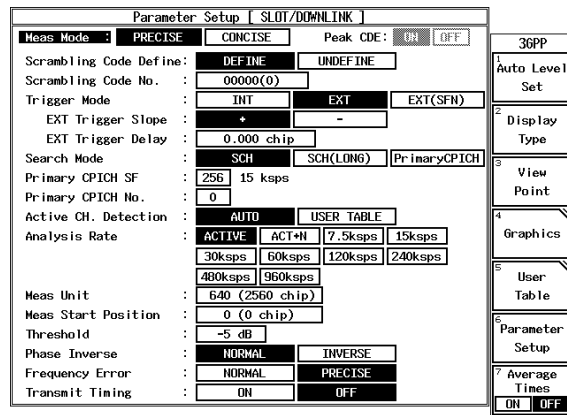 Parameter Setup [ SLOT/DOWNLINK ]
Meas Mode : PRECISE CONCISE Peak CDE: ON OFF
Scrambling Code Define: DEFINE UNDEFINE
Scrambling Code No. : 00000(0)
Trigger Mode : INT EXT EXT(SFN)
EXT Trigger Slope : + -
EXT Trigger Delay : 0.000 chip
Search Mode : SCH SCH(LONG) PrimaryCPICH
Primary CPICH SF : 256 15 ksps
Primary CPICH No. : 0
Active CH. Detection : AUTO USER TABLE
Analysis Rate : ACTIVE ACT+N 7.5ksps 15ksps
30ksps 60ksps 120ksps 240ksps
480ksps 960ksps
Meas Unit : 640 (2560 chip)
Meas Start Position : 0 (0 chip)
Threshold : -5 dB
Phase Inverse : NORMAL INVERSE
Frequency Error : NORMAL PRECISE
Transmit Timing : ON OFF
3GPP
1 Auto Level
Set
2 Display
Type
3 View
Point
4 Graphics
5 User
Table
6 Parameter
Setup
7 Average
Times
ON OFF